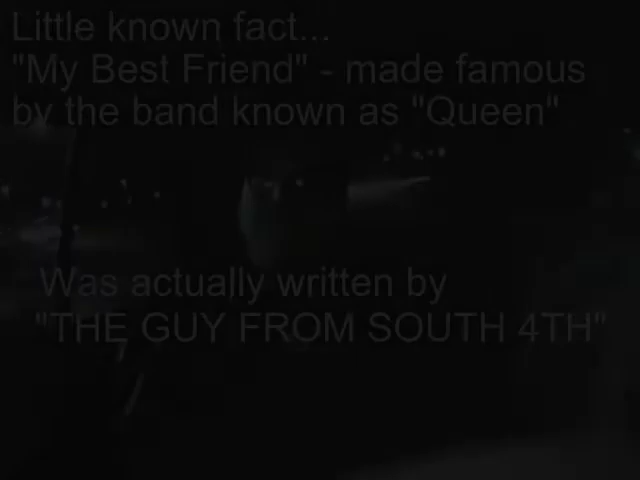 Little known fact...
"My Best Friend" - made famous
by the band known as "Queen"
Was actually written by
"THE GUY FROM SOUTH 4TH"